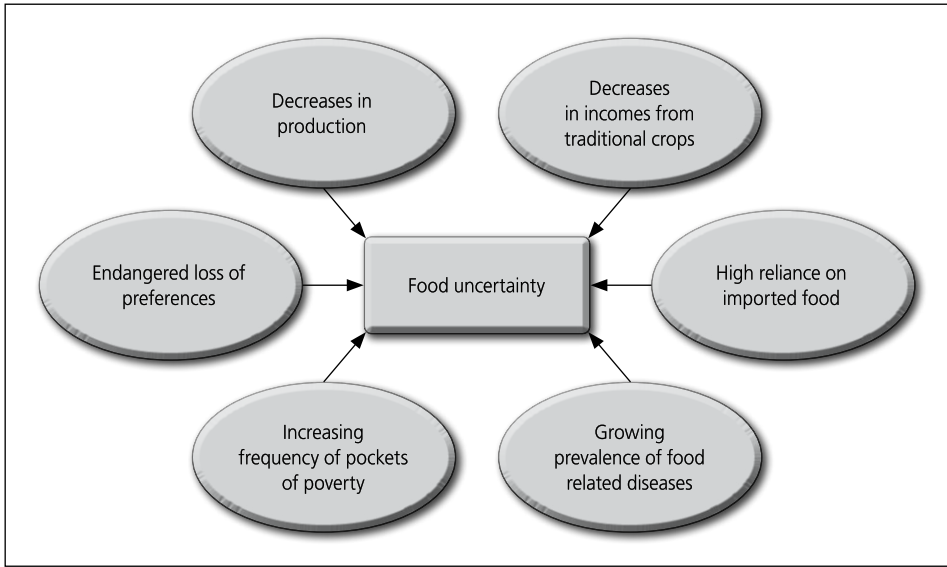 Decreases in
production
Decreases
in incomes from
traditional crops
Endangered loss of
preferences
Food uncertainty
High reliance on
imported food
Increasing
frequency of pockets
of poverty
Growing
prevalence of food
related diseases